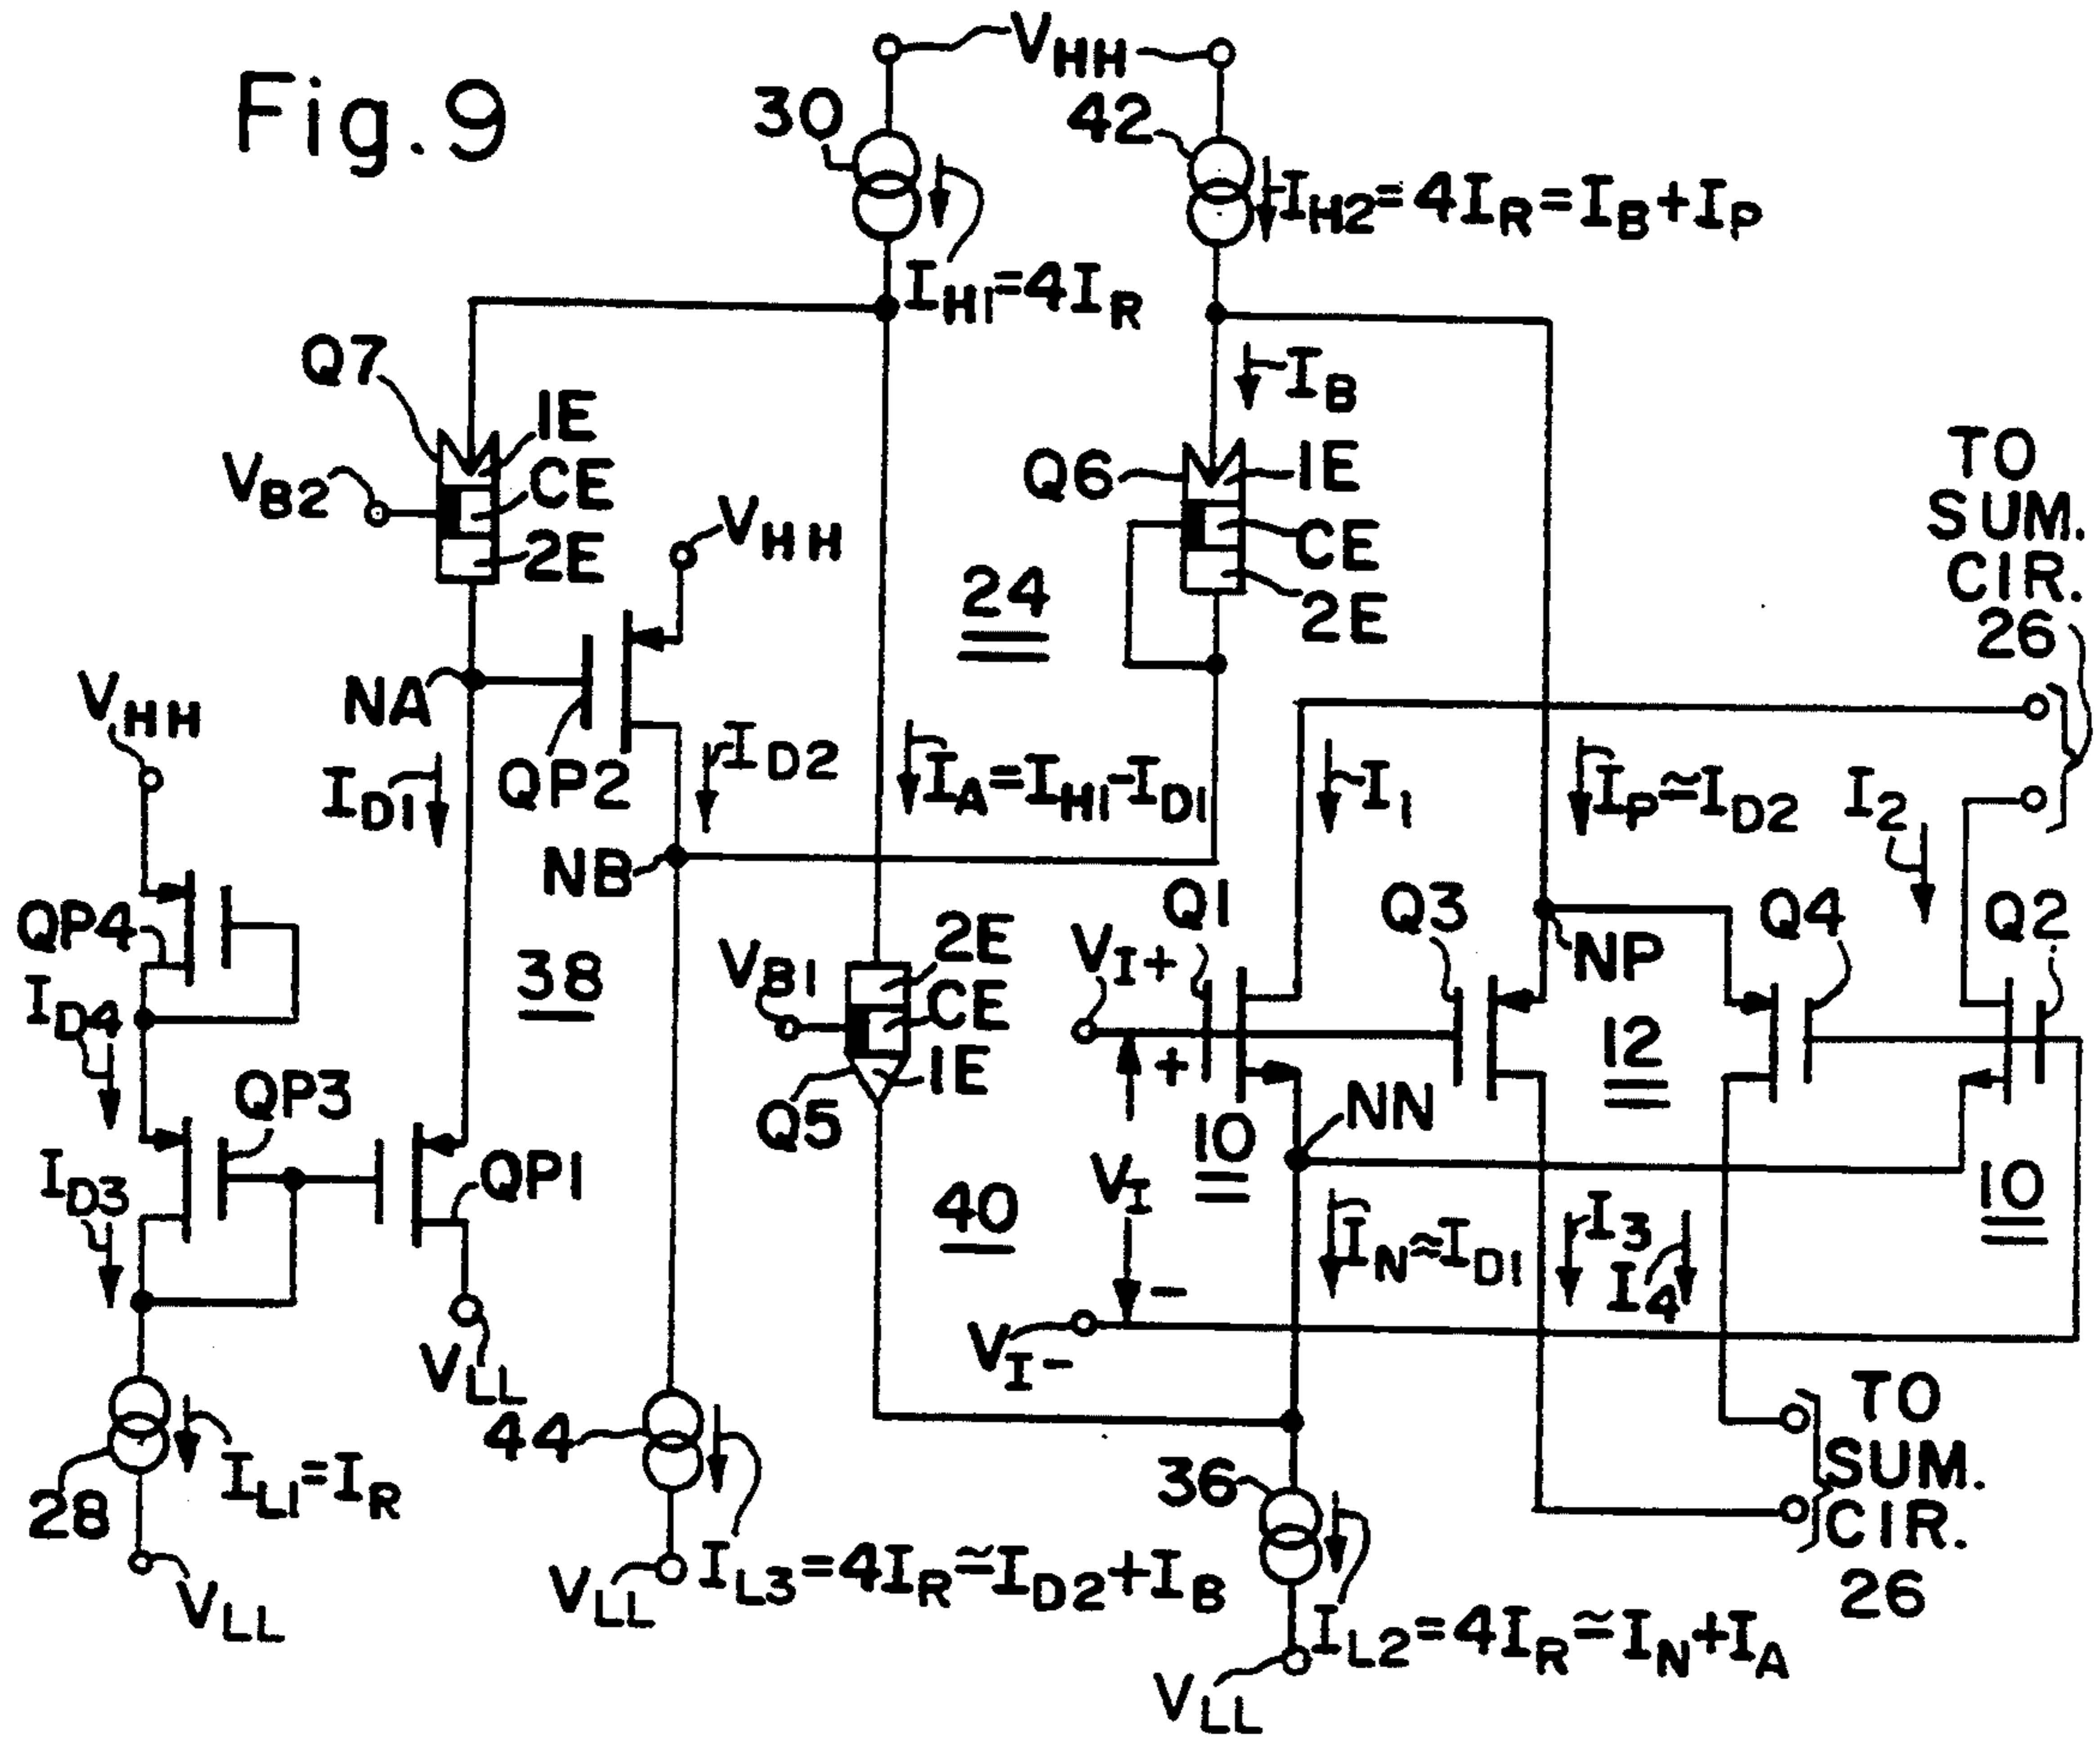 Fig.9
VHH
30
42
IH2=4IR=IB+IP
IH1=4IR
Q7
1E
CE
2E
VB2
IB
Q6
1E
CE
2E
TO
SUM.
CIR.
26
VHH
24
NA
VHH
ID1
QP2
ID2
IA=IH1-ID1
I1
IP≈ID2
I2
NB
QP4
38
ID4
VB1
2E
CE
1E
Q5
Q1
VI+
+
Q3
NP
Q4
Q2
12
QP3
ID3
QP1
NN
10
VI
40
10
IN≈ID1
I3
I4
-
VI-
VLL
44
28
IL1=IR
36
TO
SUM.
CIR.
26
VLL
VLL
IL3=4IR≈ID2+IB
IL2=4IR≈IN+IA
VLL